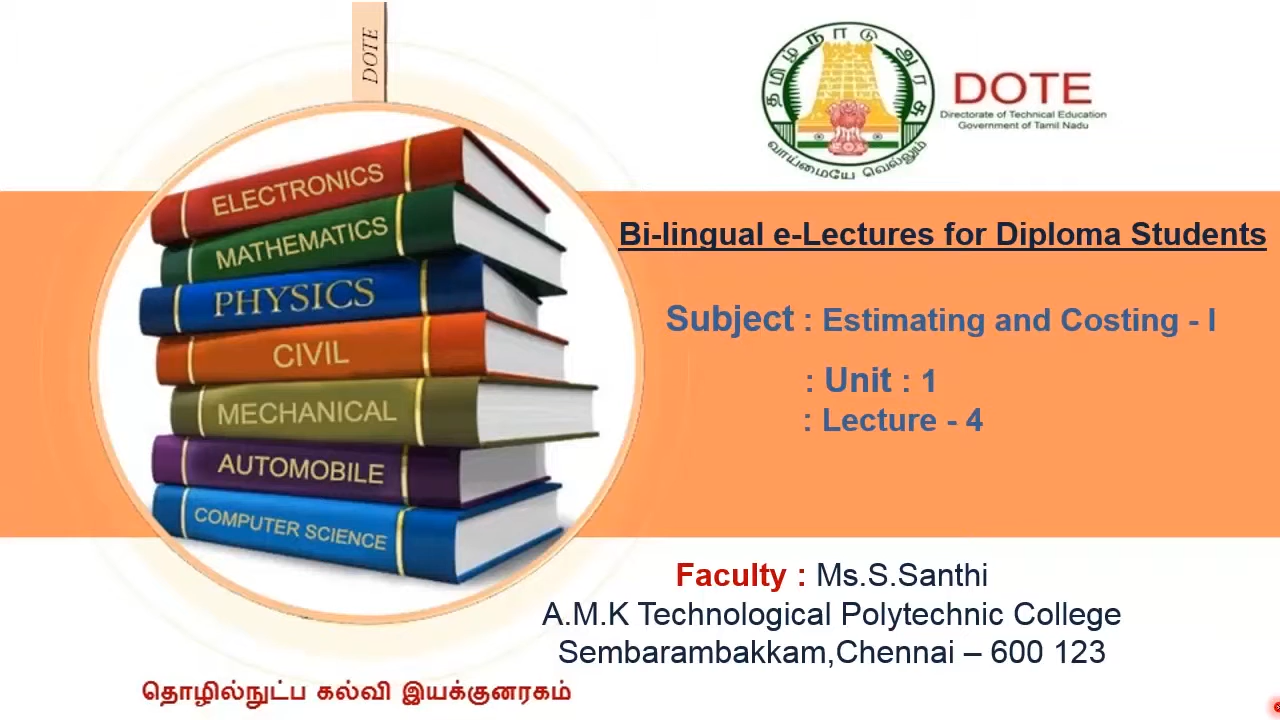 DOTE
தமிழ்நாடு அரசு
வாய்மையே வெல்லும்
DOTE
Directorate of Technical Education
Government of Tamil Nadu
ELECTRONICS
MATHEMATICS
PHYSICS
CIVIL
MECHANICAL
AUTOMOBILE
COMPUTER SCIENCE
Bi-lingual e-Lectures for Diploma Students
Subject : Estimating and Costing - I
: Unit : 1
: Lecture - 4
Faculty : Ms.S.Santhi
A.M.K Technological Polytechnic College
Sembarambakkam,Chennai – 600 123
தொழில்நுட்ப கல்வி இயக்குனரகம்